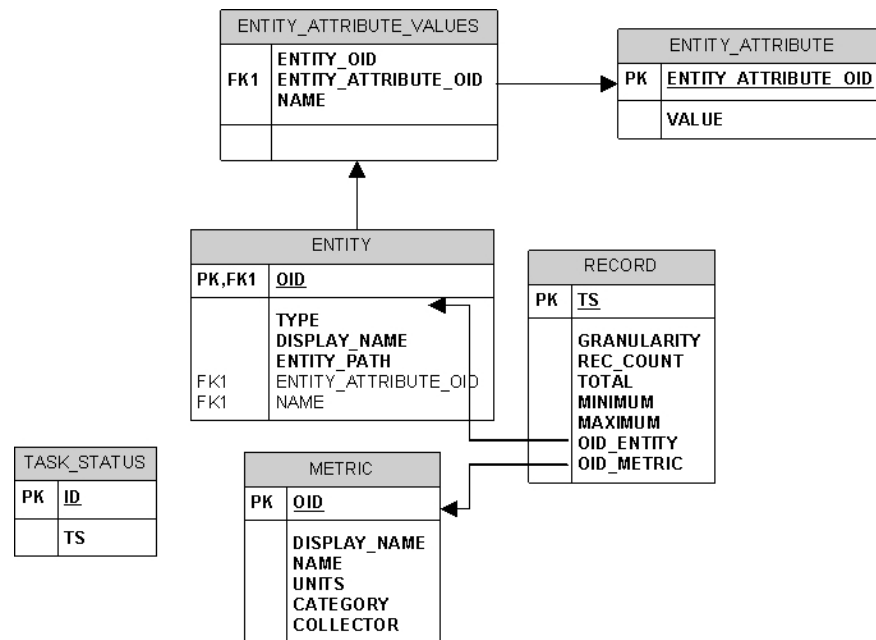 ENTITY_ATTRIBUTE_VALUES
ENTITY_OID
FK1 ENTITY_ATTRIBUTE_OID
NAME
ENTITY_ATTRIBUTE
PK ENTITY_ATTRIBUTE_OID
VALUE
ENTITY
PK,FK1 OID
TYPE
DISPLAY_NAME
ENTITY_PATH
FK1 ENTITY_ATTRIBUTE_OID
FK1 NAME
RECORD
PK TS
GRANULARITY
REC_COUNT
TOTAL
MINIMUM
MAXIMUM
OID_ENTITY
OID_METRIC
TASK_STATUS
PK ID
TS
METRIC
PK OID
DISPLAY_NAME
NAME
UNITS
CATEGORY
COLLECTOR